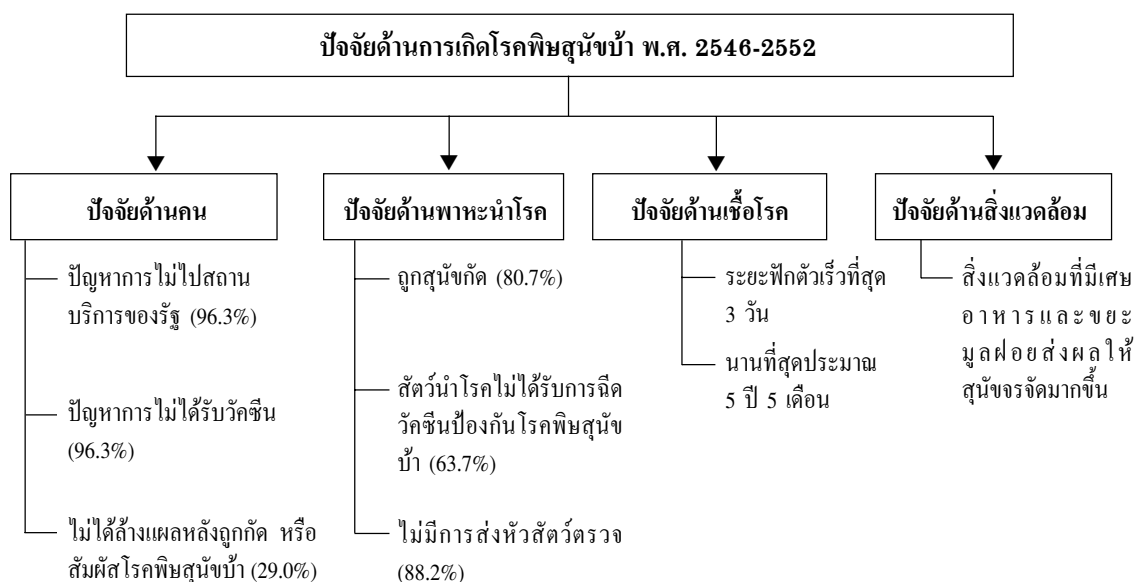 ปัจจัยด้านการเกิดโรคพิษสุนัขบ้า พ.ศ. 2546-2552
ปัจจัยด้านคน
ปัญหาการไม่ไปสถาน
บริการของรัฐ (96.3%)
ปัญหาการไม่ได้รับวัคซีน
(96.3%)
ไม่ได้ล้างแผลหลังถูกกัด หรือ
สัมผัสโรคพิษสุนัขบ้า (29.0%)
ปัจจัยด้านพาหะนำโรค
ถูกสุนัขกัด (80.7%)
สัตว์นำโรคไม่ได้รับการฉีด
วัคซีนป้องกันโรคพิษสุนัข
บ้า (63.7%)
ไม่มีการส่งหัวสัตว์ตรวจ
(88.2%)
ปัจจัยด้านเชื้อโรค
ระยะฟักตัวเร็วที่สุด
3 วัน
นานที่สุดประมาณ
5 ปี 5 เดือน
ปัจจัยด้านสิ่งแวดล้อม
สิ่งแวดล้อมที่มีเศษ
อาหารและขยะ
มูลฝอยส่งผลให้
สุนัขจรจัดมากขึ้น